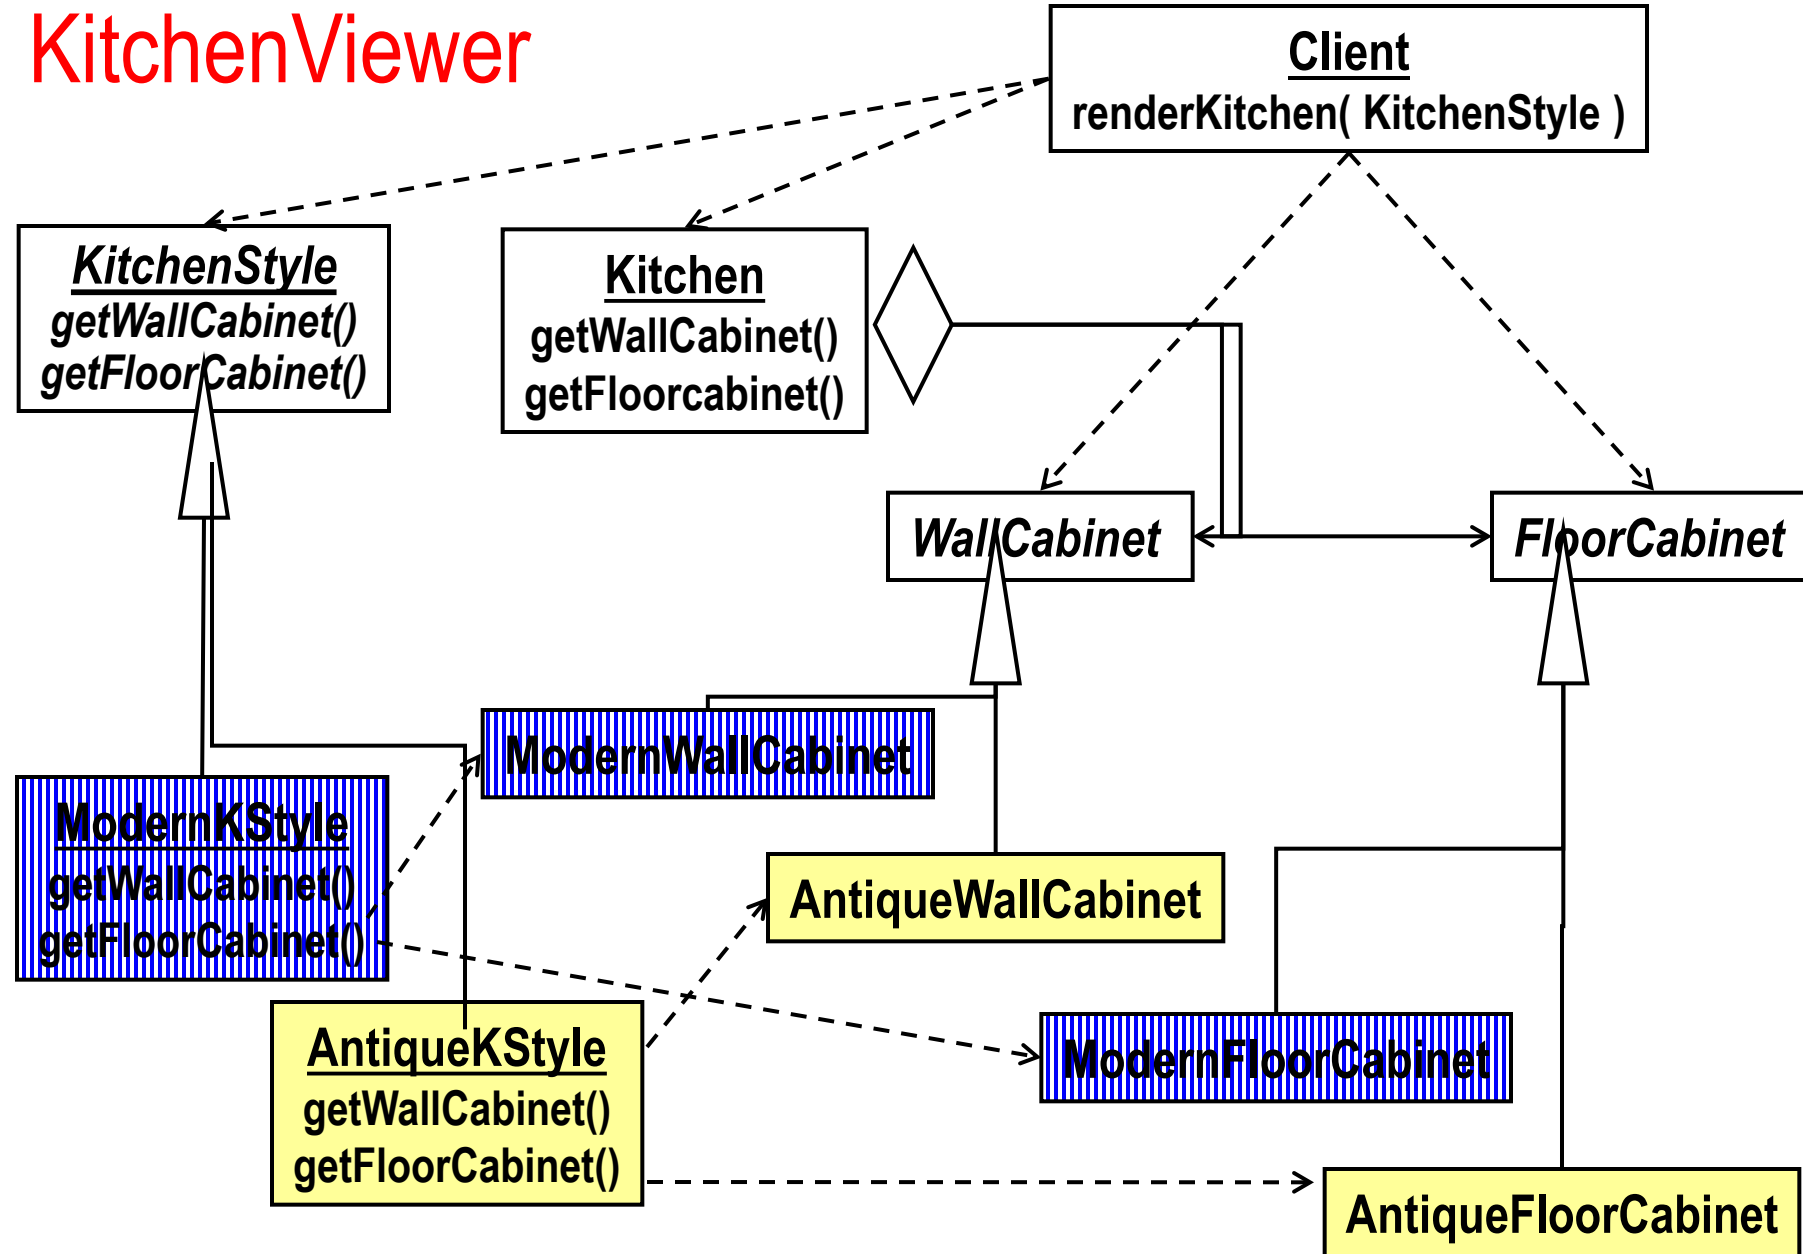 KitchenViewer
Client
renderKitchen( KitchenStyle )
KitchenStyle
getWallCabinet()
getFloorCabinet()
Kitchen
getWallCabinet()
getFloorcabinet()
WallCabinet
FloorCabinet
ModernWallCabinet
ModernKStyle
getWallCabinet()
getFloorCabinet()
AntiqueWallCabinet
AntiqueKStyle
getWallCabinet()
getFloorCabinet()
ModernFloorCabinet
AntiqueFloorCabinet